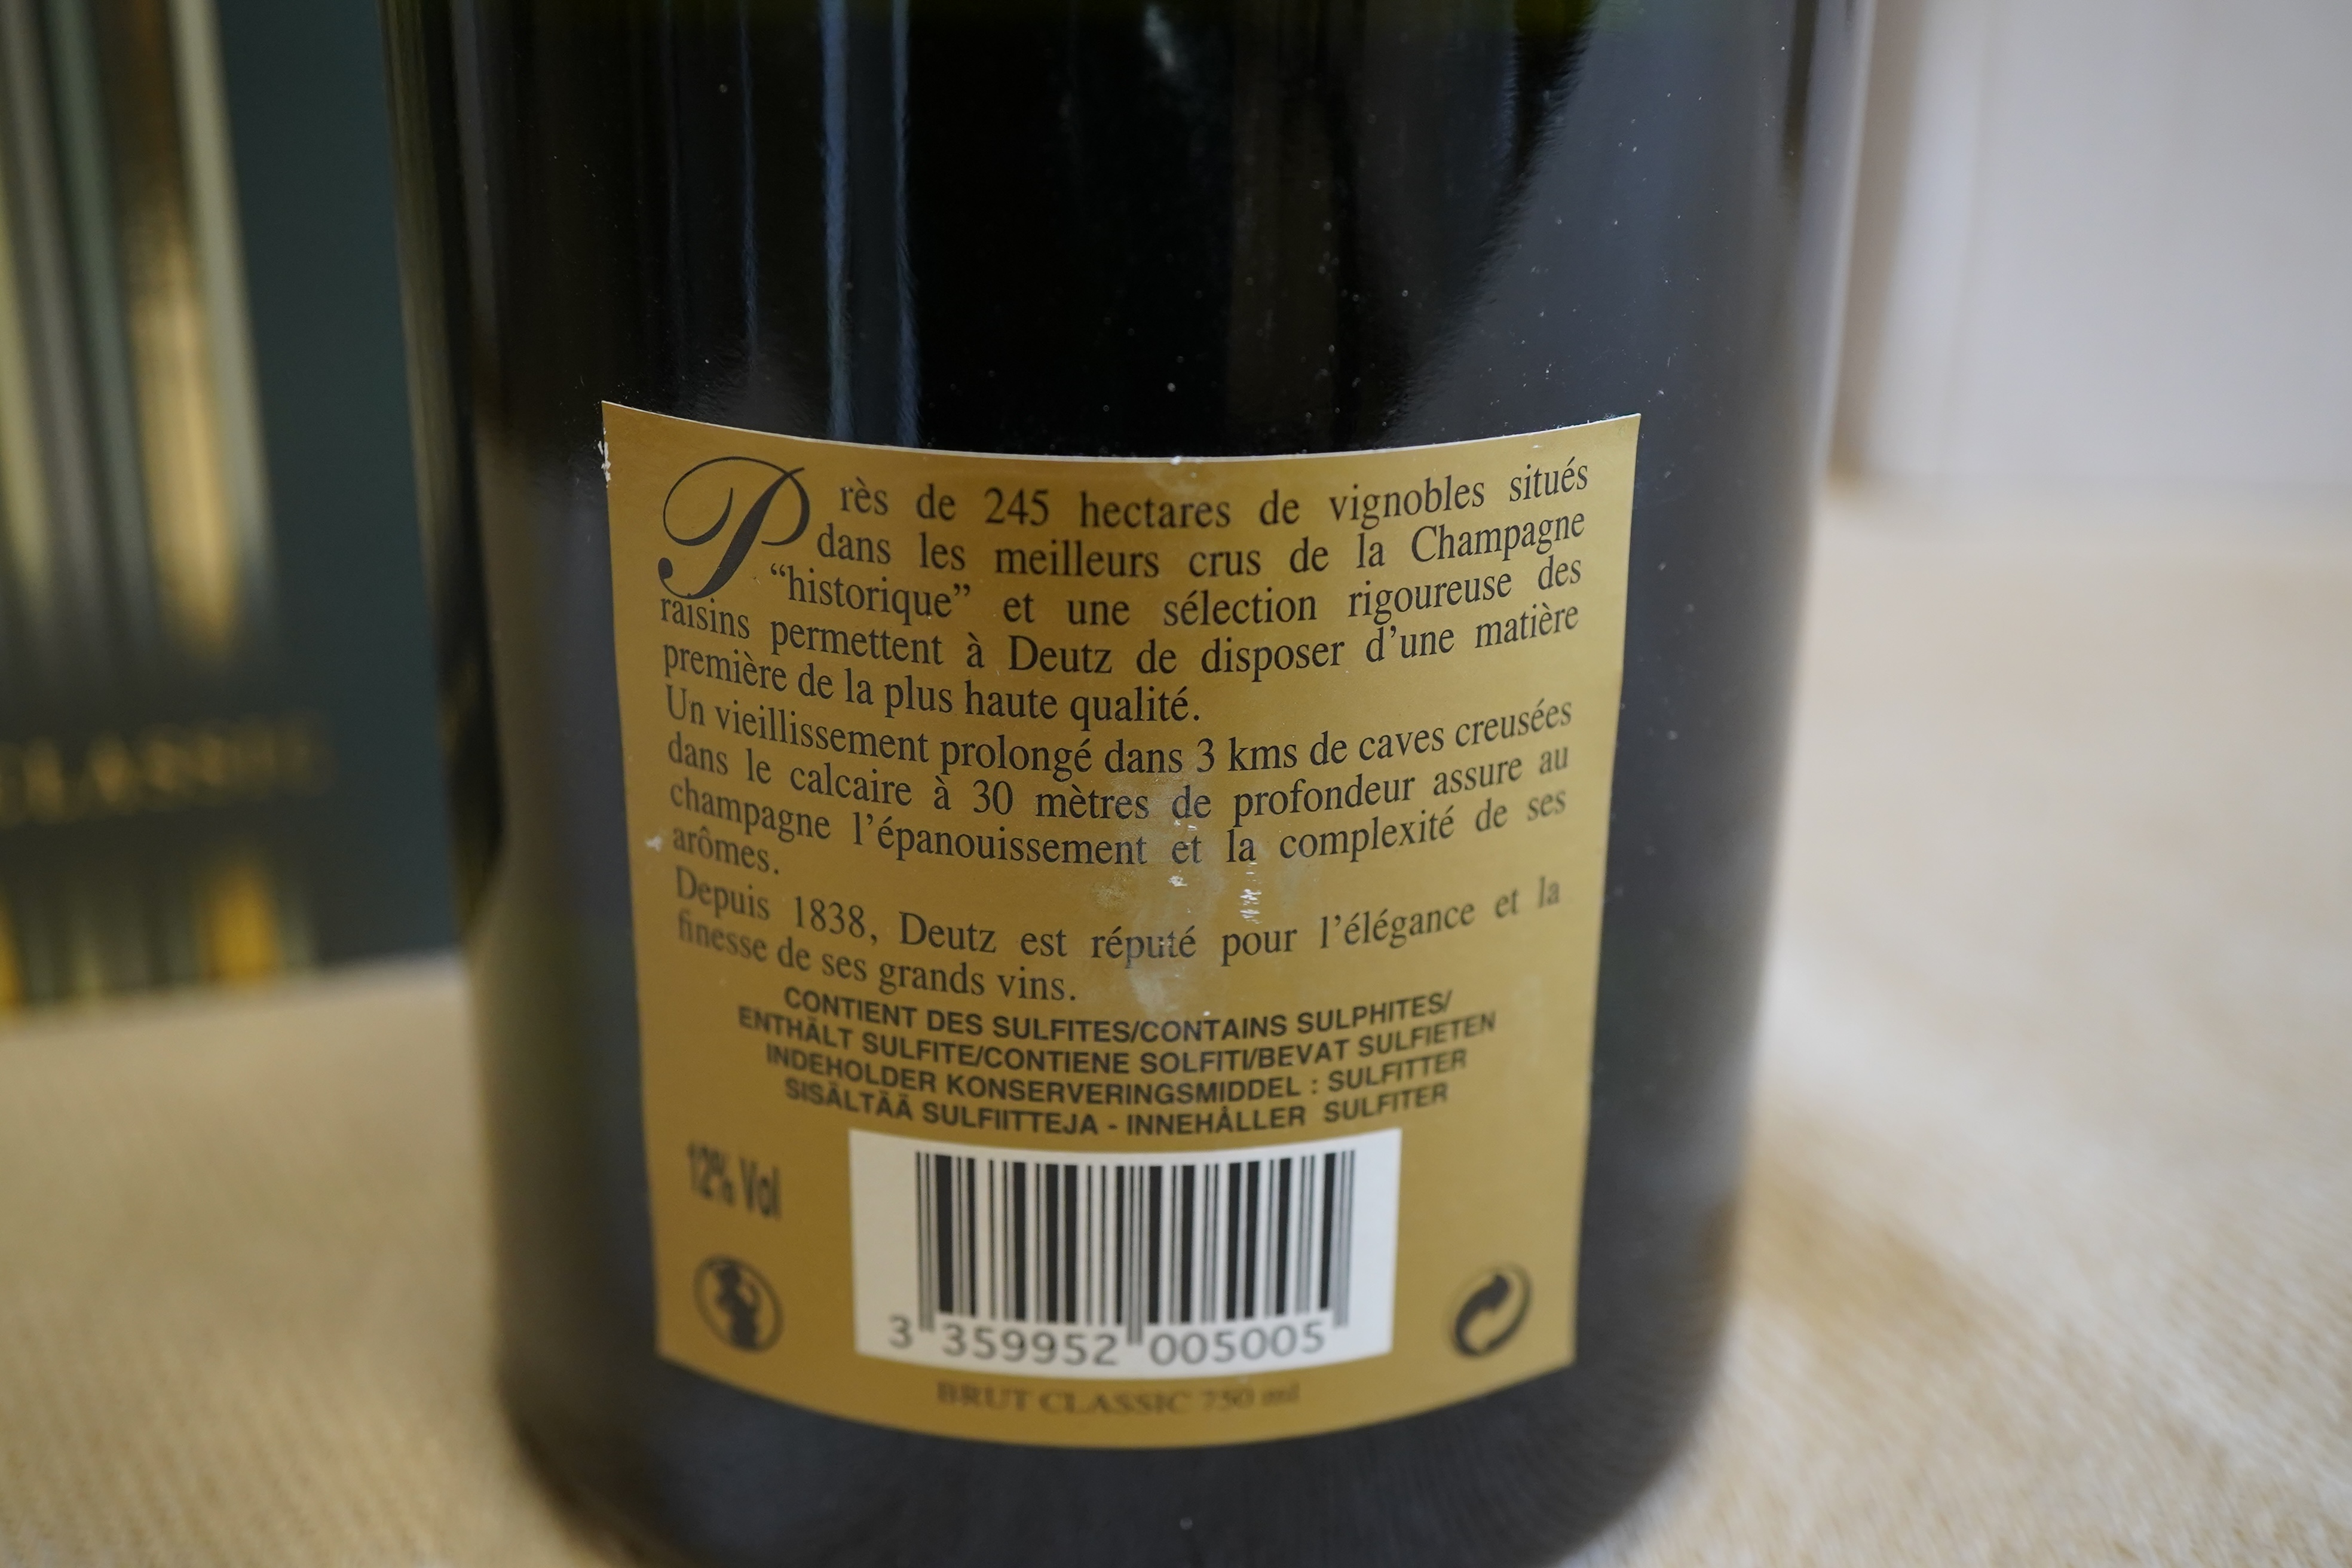 Près de 245 hectares de vignobles situés
dans les meilleurs crus de la Champagne
“historique” et une sélection rigoureuse des
raisins permettent à Deutz de disposer d’une matière
première de la plus haute qualité.
Un vieillissement prolongé dans 3 kms de caves creusées
dans le calcaire à 30 mètres de profondeur assure au
champagne l’épanouissement et la complexité de ses
arômes.
Depuis 1838, Deutz est réputé pour l’élégance et la
finesse de ses grands vins.
CONTIENT DES SULFITES/CONTAINS SULPHITES/
ENTHÄLT SULFITE/CONTIENE SOLFITI/BEVAT SULFIETEN
INDEHOLDER KONSERVERINGSMIDDEL : SULFITTER
SISÄLTÄÄ SULFIITTEJA - INNEHÅLLER SULFITER
12% Vol
3 359952 005005
BRUT CLASSIC 750 ml
CLASSIC